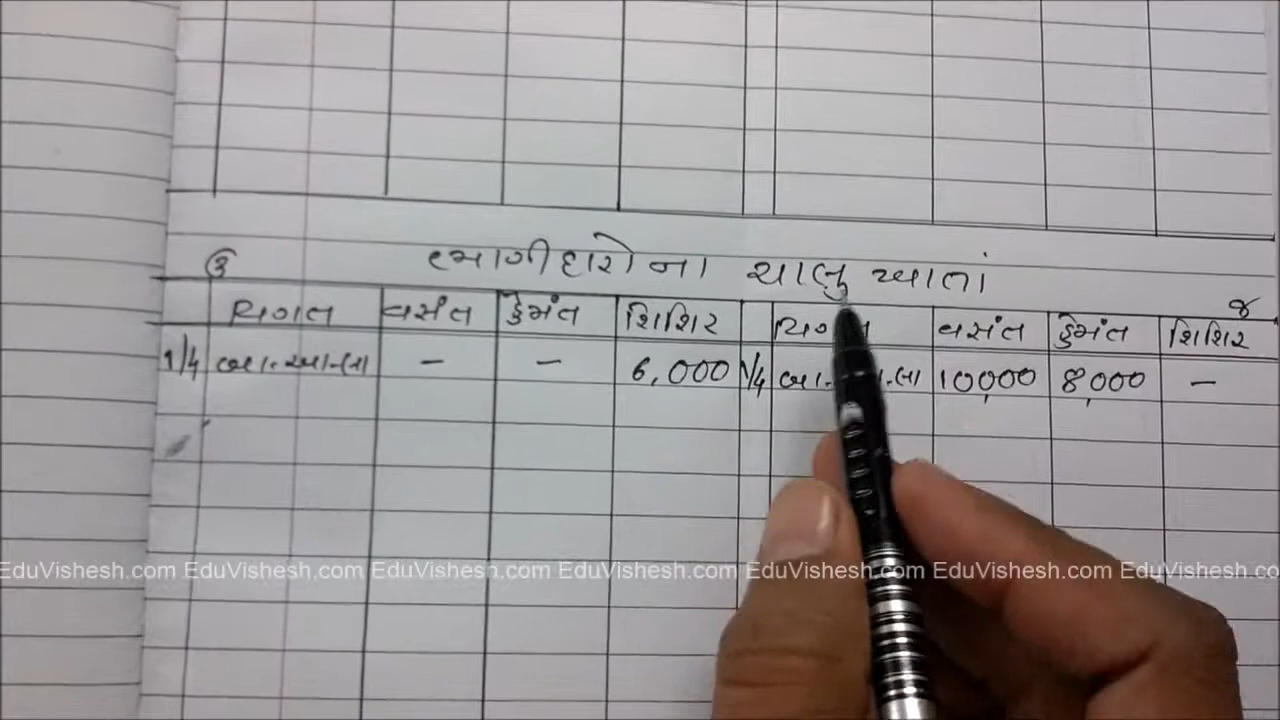 ભાગીદારોના ચાલુ ખાતાં
ઉ જ
વિગત વસંત હેમંત શિશિર વસંત હેમંત શિશિર
1/4 બા.આ.લા - - 6,000 1/4 10,000 8,000 -
EduVishesh.com EduVishesh.com EduVishesh.com EduVishesh.com EduVishesh.com EduVishesh.com EduVishesh.com